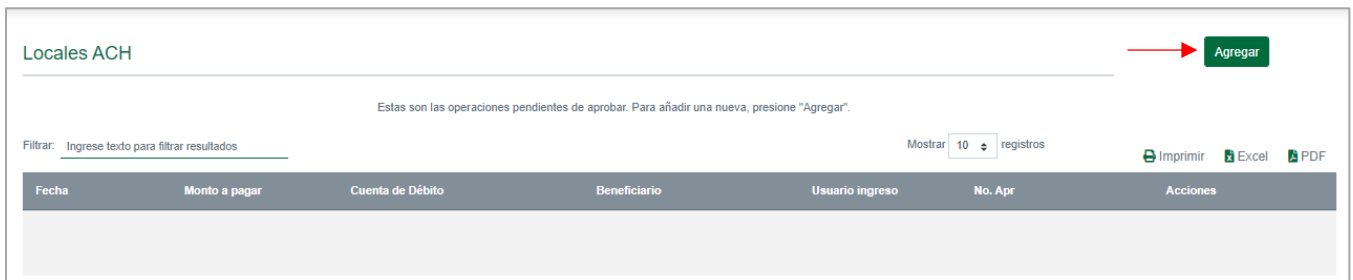 Locales ACH
Agregar
Estas son las operaciones pendientes de aprobar. Para añadir una nueva, presione "Agregar".
Filtrar: Ingrese texto para filtrar resultados
Mostrar 10 registros
Imprimir Excel PDF
Fecha Monto a pagar Cuenta de Débito Beneficiario Usuario ingreso No. Apr Acciones